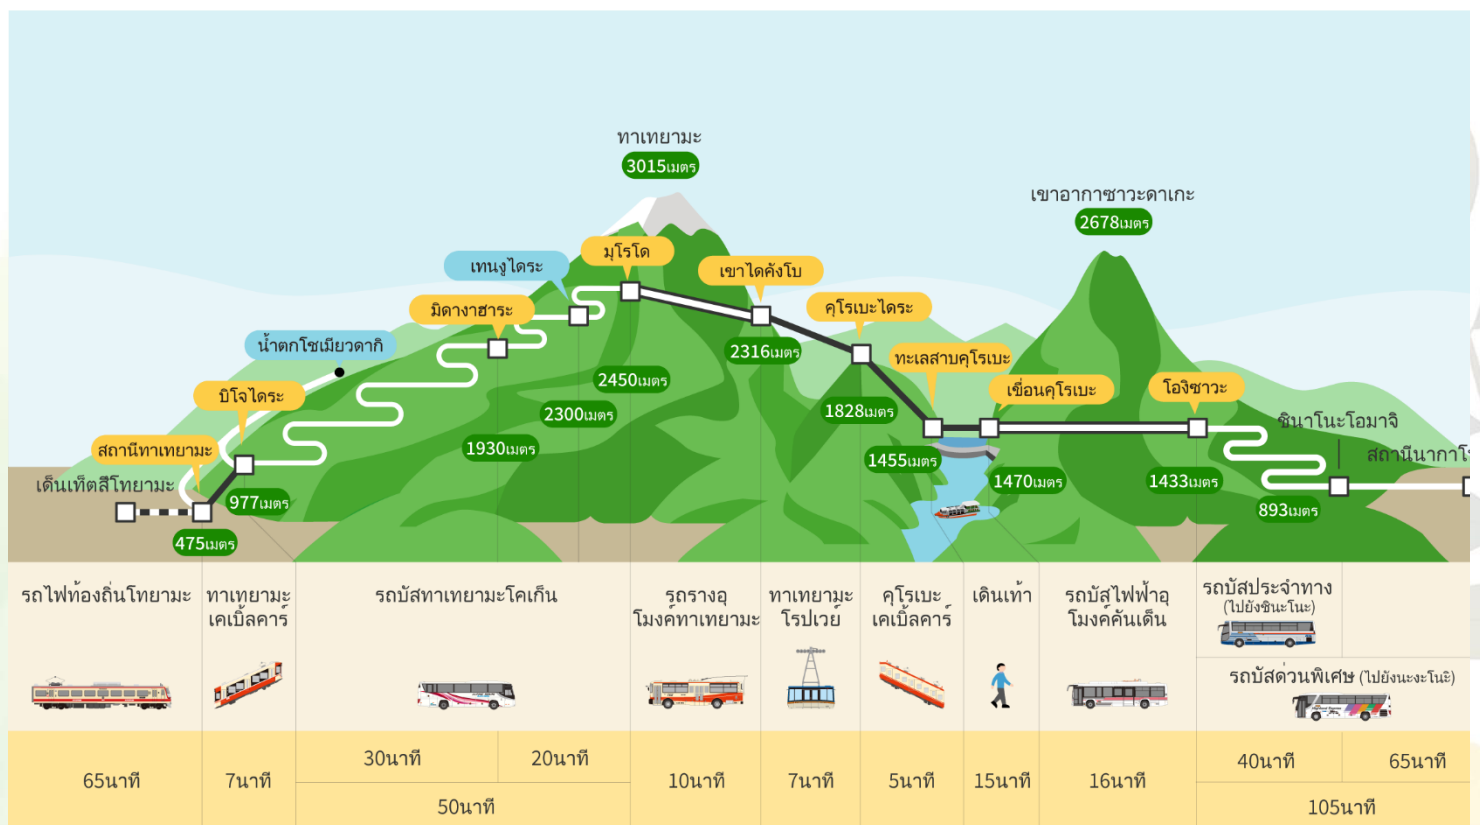 ทาเทยามะ
3015เมตร
เขาอากาซาวะดาเกะ
2678เมตร
มุโรโด
เทนงูไดระ
เขาไดคังโบ
มิดางาฮาระ
คุโรเบะไดระ
น้ำตกโชเมียวดากิ
2316เมตร
ทะเลสาบคุโรเบะ
2450เมตร
บิโจไดระ
เขื่อนคุโรเบะ
โองิซาวะ
2300เมตร
1828เมตร
ชินาโนะโอมาจิ
สถานีทาเทยามะ
1930เมตร
สถานีนากาโ
1455เมตร
เด็นเท็ตสึโทยามะ
1470เมตร
1433เมตร
977เมตร
893เมตร
475เมตร
รถไฟท้องถิ่นโทยามะ
ทาเทยามะ
เคเบิ้ลคาร์
รถบัสทาเทยามะโคเก็น
รถรางอุ
โมงค์ทาเทยามะ
ทาเทยามะ
โรปเวย์
คุโรเบะ
เคเบิ้ลคาร์
เดินเท้า
รถบัสไฟฟ้าอุ
โมงค์คันเด็น
รถบัสประจำทาง
(ไปยังชินะโนะ)
รถบัสด่วนพิเศษ (ไปยังนะงะโนะ)
65นาที
7นาที
30นาที
20นาที
50นาที
10นาที
7นาที
5นาที
15นาที
16นาที
40นาที
65นาที
105นาที